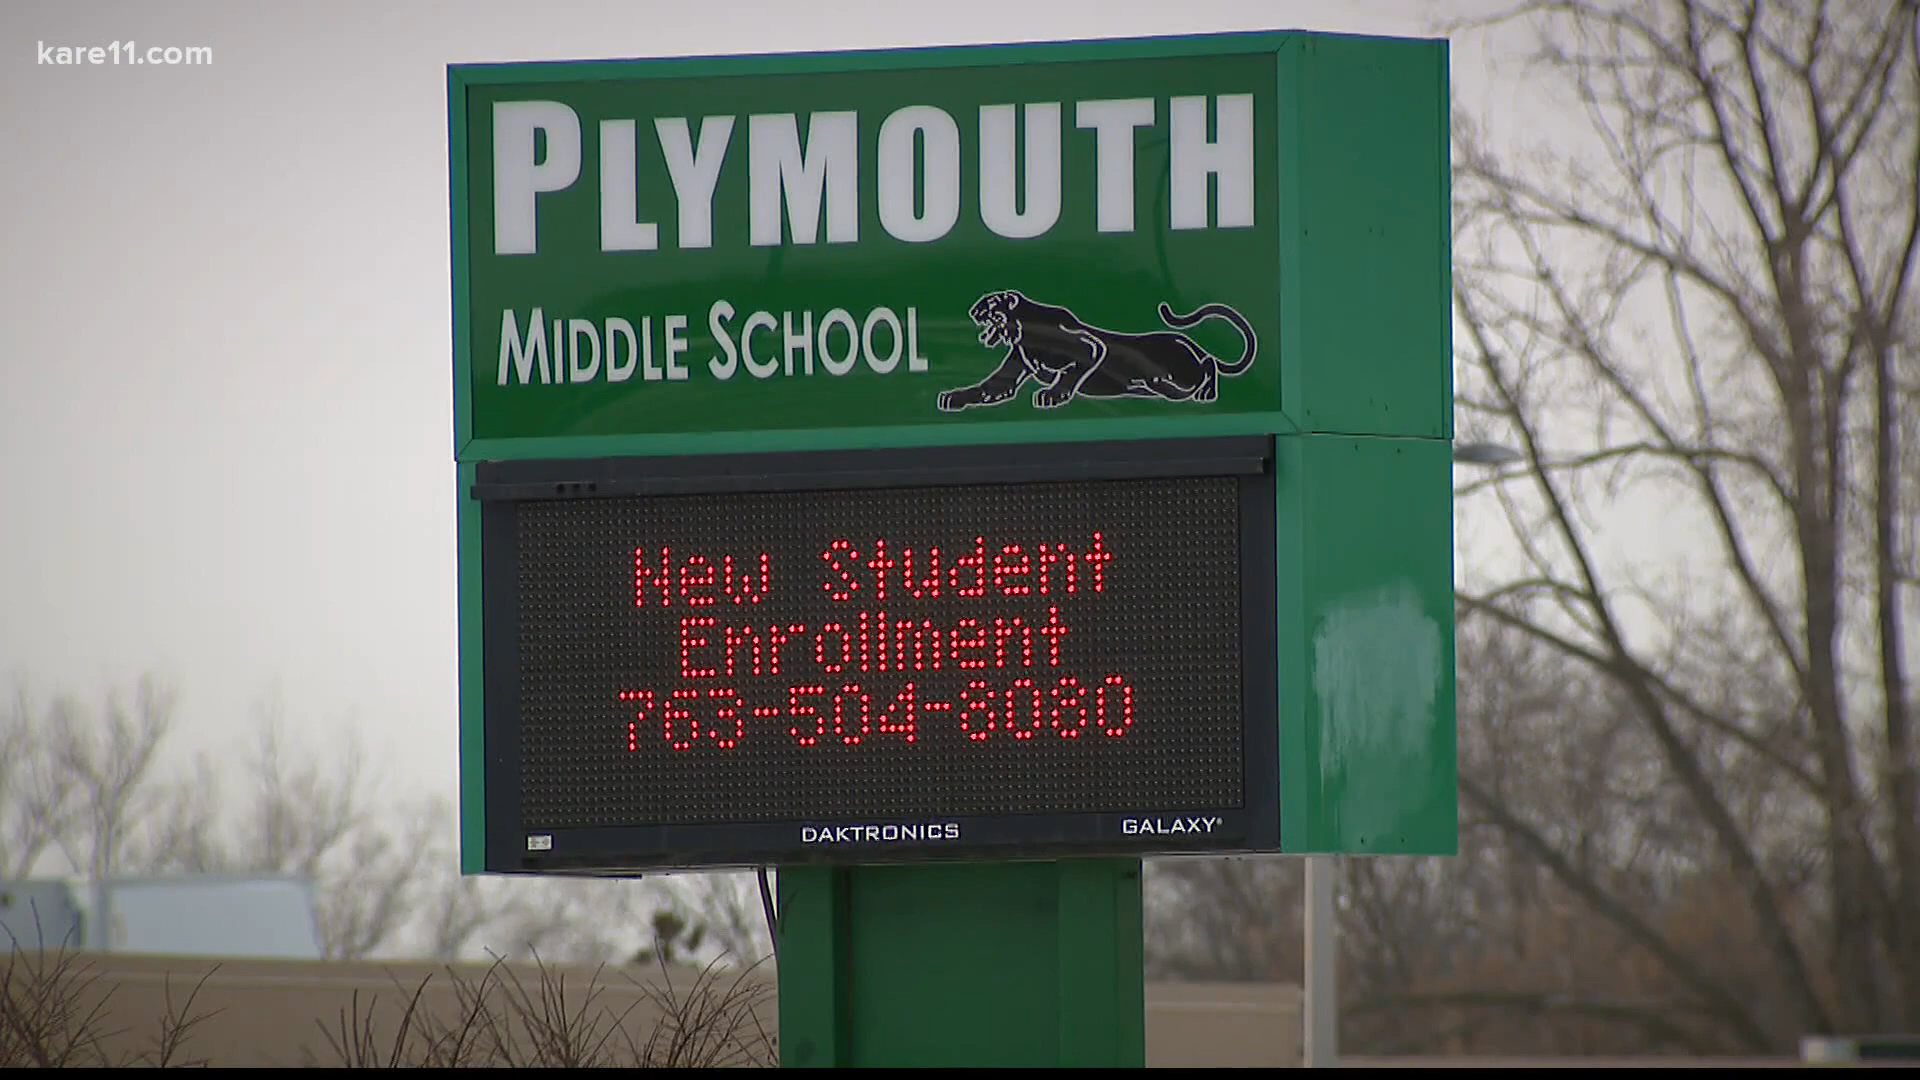 kare11.com
PLYMOUTH
MIDDLE SCHOOL
New Student
Enrollment
763-504-8080
DAKTRONICS
GALAXY®